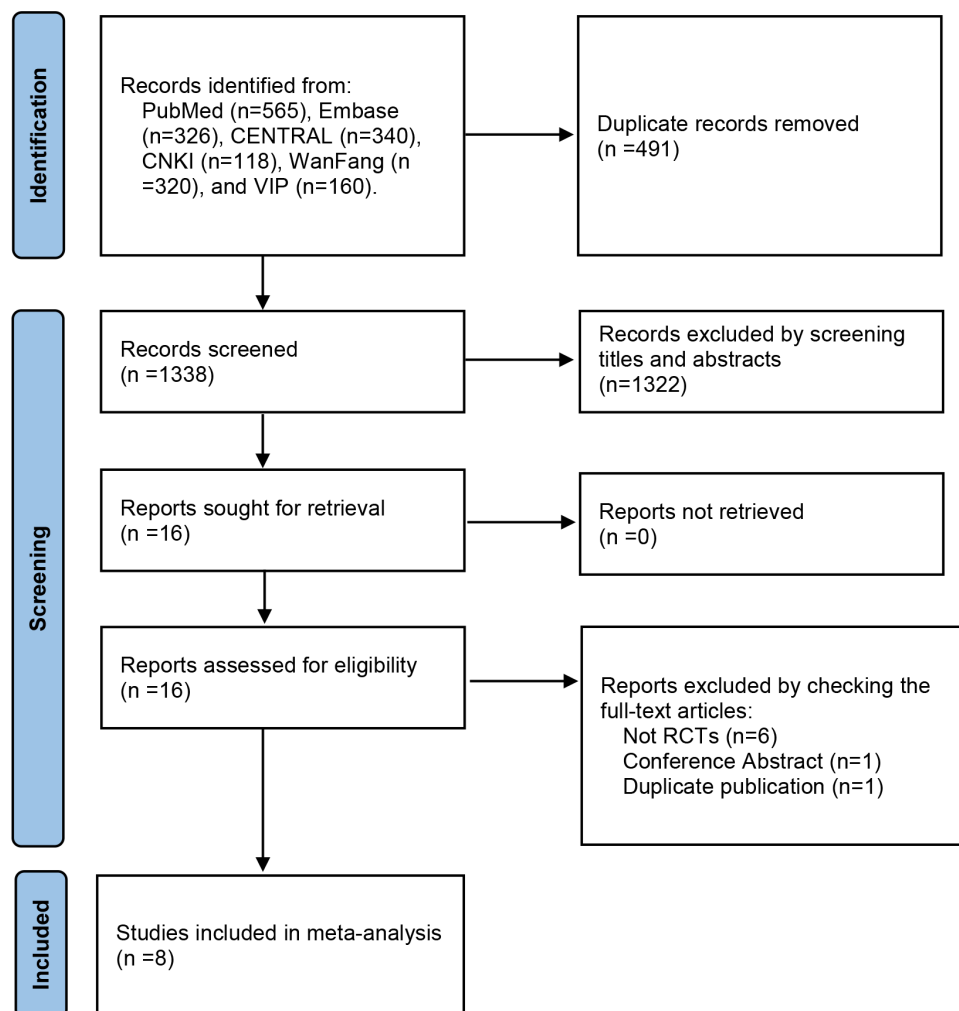 Identification
Records identified from:
PubMed (n=565), Embase
(n=326), CENTRAL (n=340),
CNKI (n=118), WanFang (n
=320), and VIP (n=160).
Duplicate records removed
(n =491)
Screening
Records screened
(n =1338)
Records excluded by screening
titles and abstracts
(n=1322)
Reports sought for retrieval
(n =16)
Reports not retrieved
(n =0)
Reports assessed for eligibility
(n =16)
Reports excluded by checking the
full-text articles:
Not RCTs (n=6)
Conference Abstract (n=1)
Duplicate publication (n=1)
Included
Studies included in meta-analysis
(n =8)